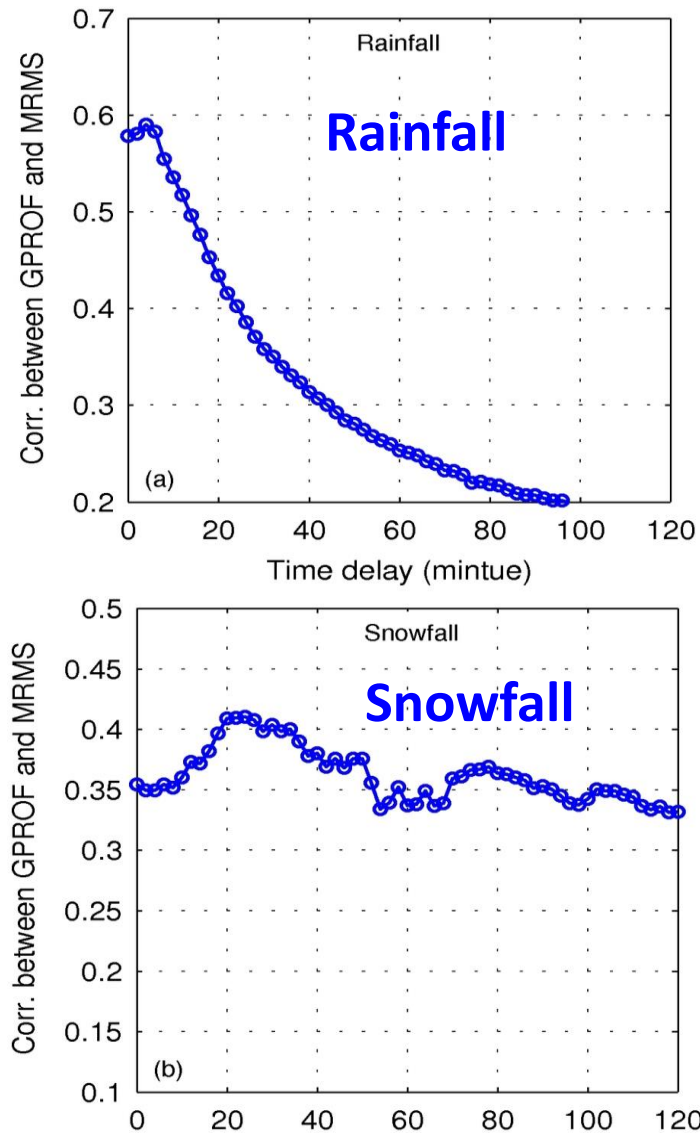 0.7
Rainfall
Rainfall
0.6
0.5
0.4
0.3
0.2
Corr. between GPROF and MRMS
(a)
0 20 40 60 80 100 120
Time delay (mintue)
0.5
Snowfall
Snowfall
0.45
0.4
0.35
0.3
0.25
0.2
0.15
0.1
Corr. between GPROF and MRMS
(b)
0 20 40 60 80 100 120